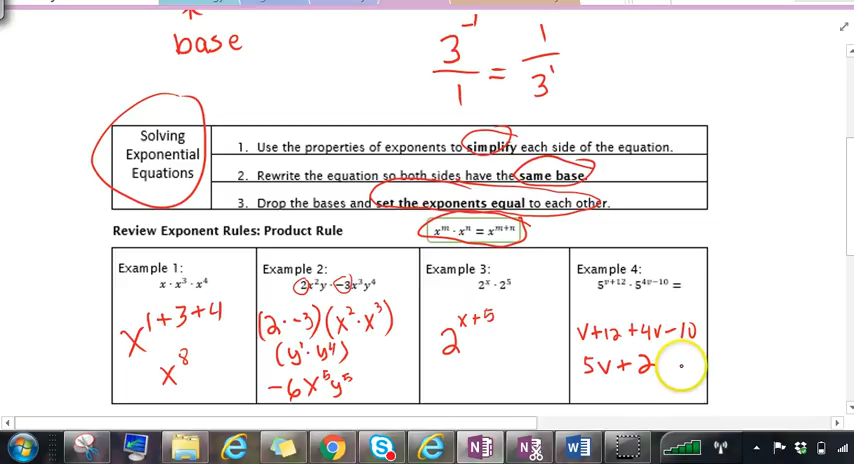 base
3⁻¹/1 = 1/3¹
Solving
Exponential
Equations
1. Use the properties of exponents to simplify each side of the equation.
2. Rewrite the equation so both sides have the same base.
3. Drop the bases and set the exponents equal to each other.
Review Exponent Rules: Product Rule
xᵐ · xⁿ = xᵐ⁺ⁿ
Example 1:
x · x³ · x⁴
x¹⁺³⁺⁴
x⁸
Example 2:
2x²y · −3x³y⁴
(2 · −3)(x² · x³)
(y¹ · y⁴)
−6x⁵y⁵
Example 3:
2ˣ · 2⁵
2ˣ⁺⁵
Example 4:
5ᵛ⁺¹² · 5⁴ᵛ⁻¹⁰ =
v+12 +4v−10
5v + 2